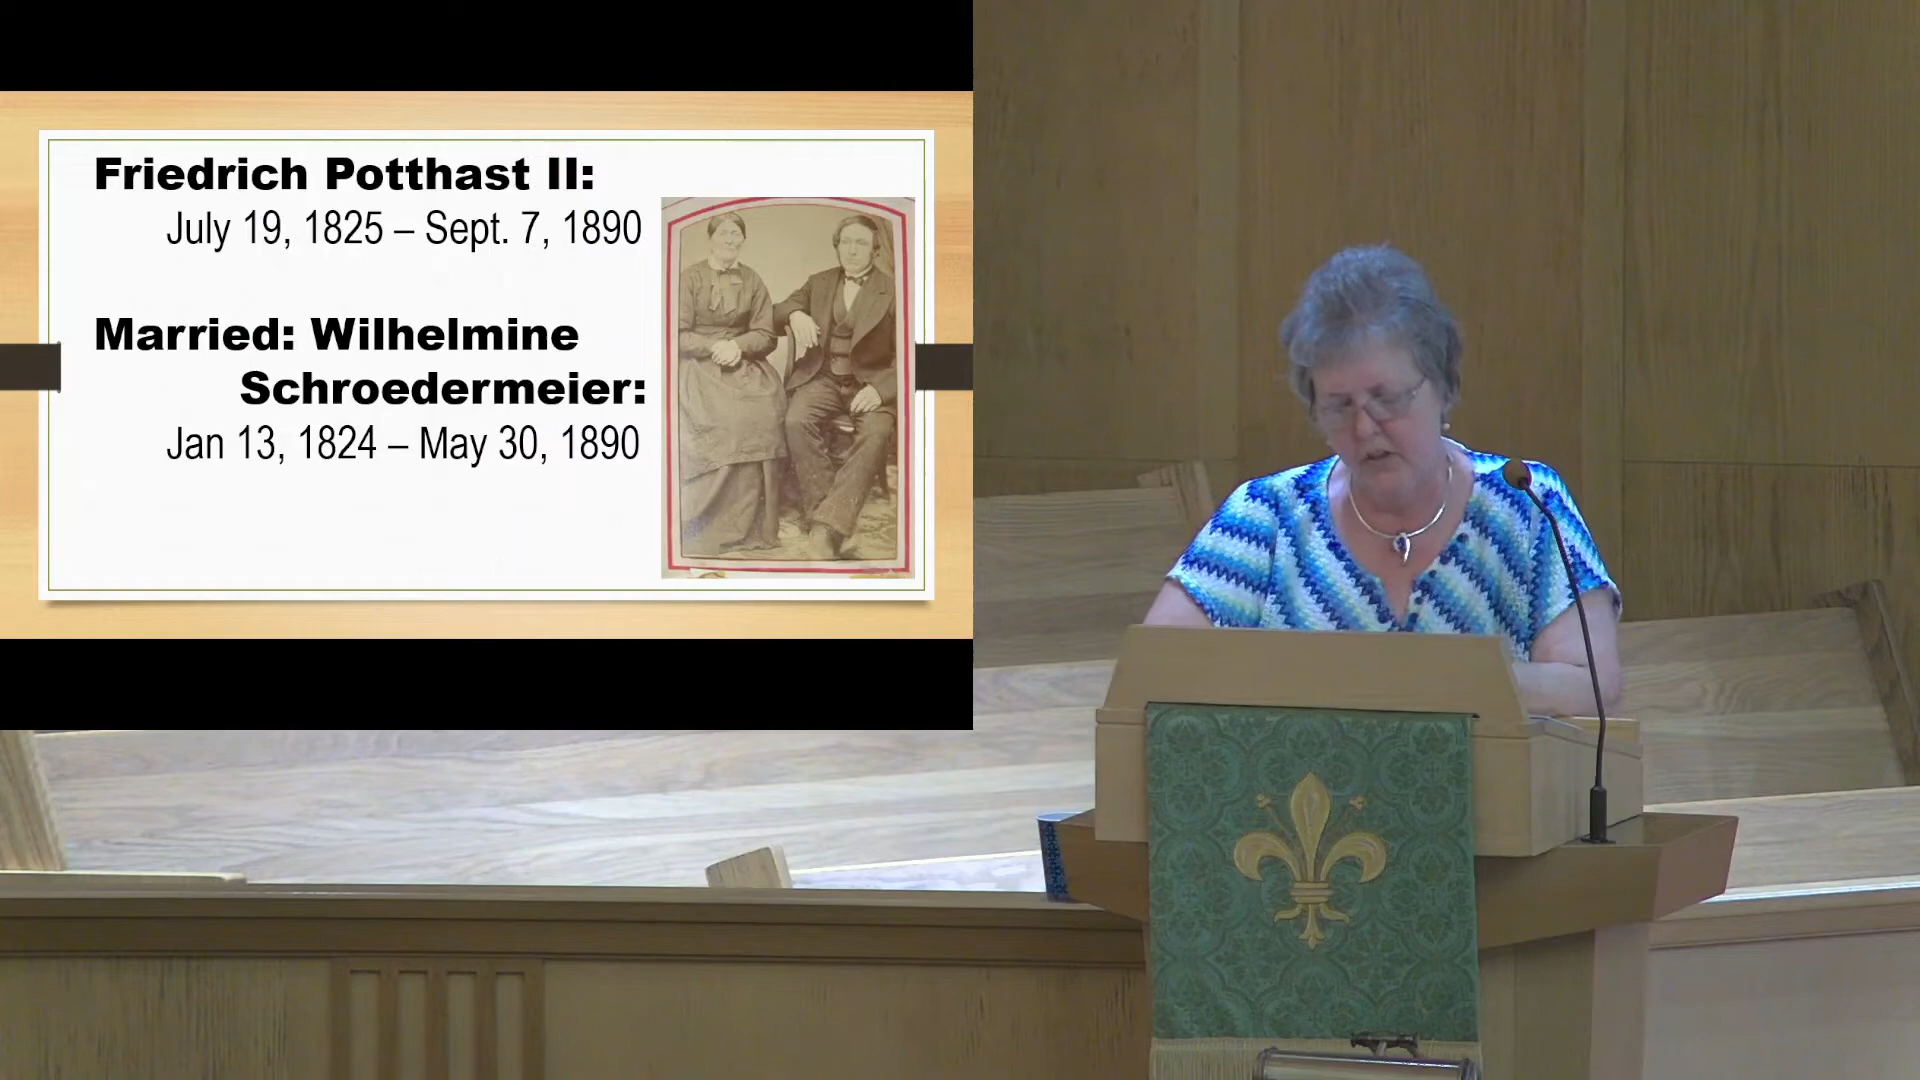 Friedrich Potthast II:
July 19, 1825 – Sept. 7, 1890
Married: Wilhelmine
Schroedermeier:
Jan 13, 1824 – May 30, 1890